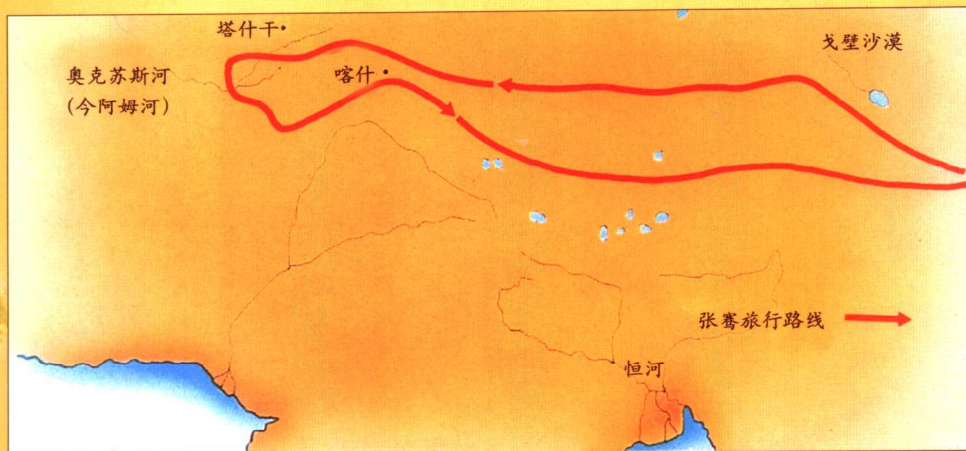 塔什干
戈壁沙漠
奥克苏斯河
(今阿姆河)
喀什
张骞旅行路线
恒河